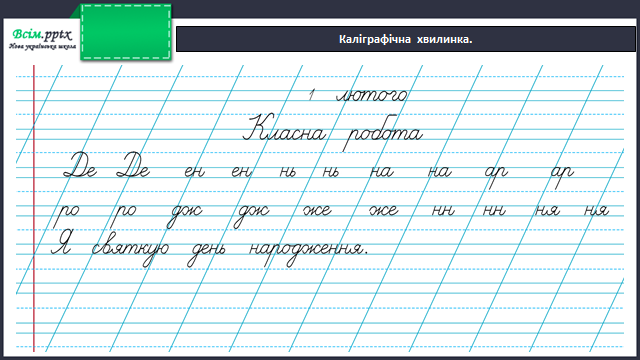 Всім.pptx
Нова українська школа
Каліграфічна хвилинка.
1 лютого
Класна робота
Де Де ен ен нь нь на на ар ар
ро ро дж дж же же нн нн ня ня
Я святкую день народження.